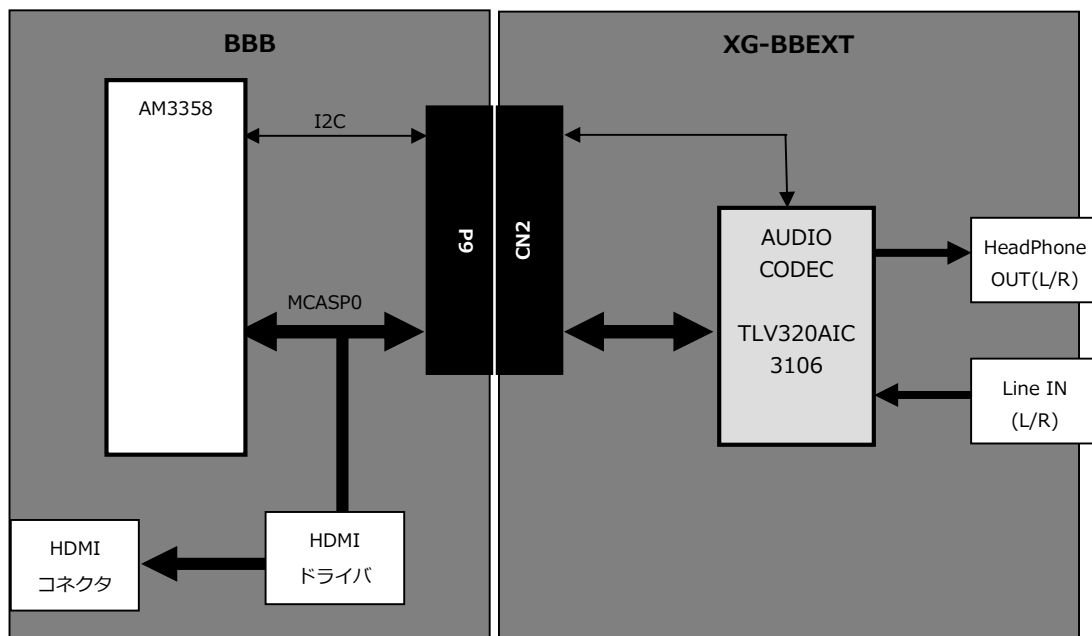 BBB
XG-BBEXT
AM3358
I2C
P9
CN2
MCASP0
AUDIO
CODEC
TLV320AIC
3106
HeadPhone
OUT(L/R)
Line IN
(L/R)
HDMI
コネクタ
HDMI
ドライバ